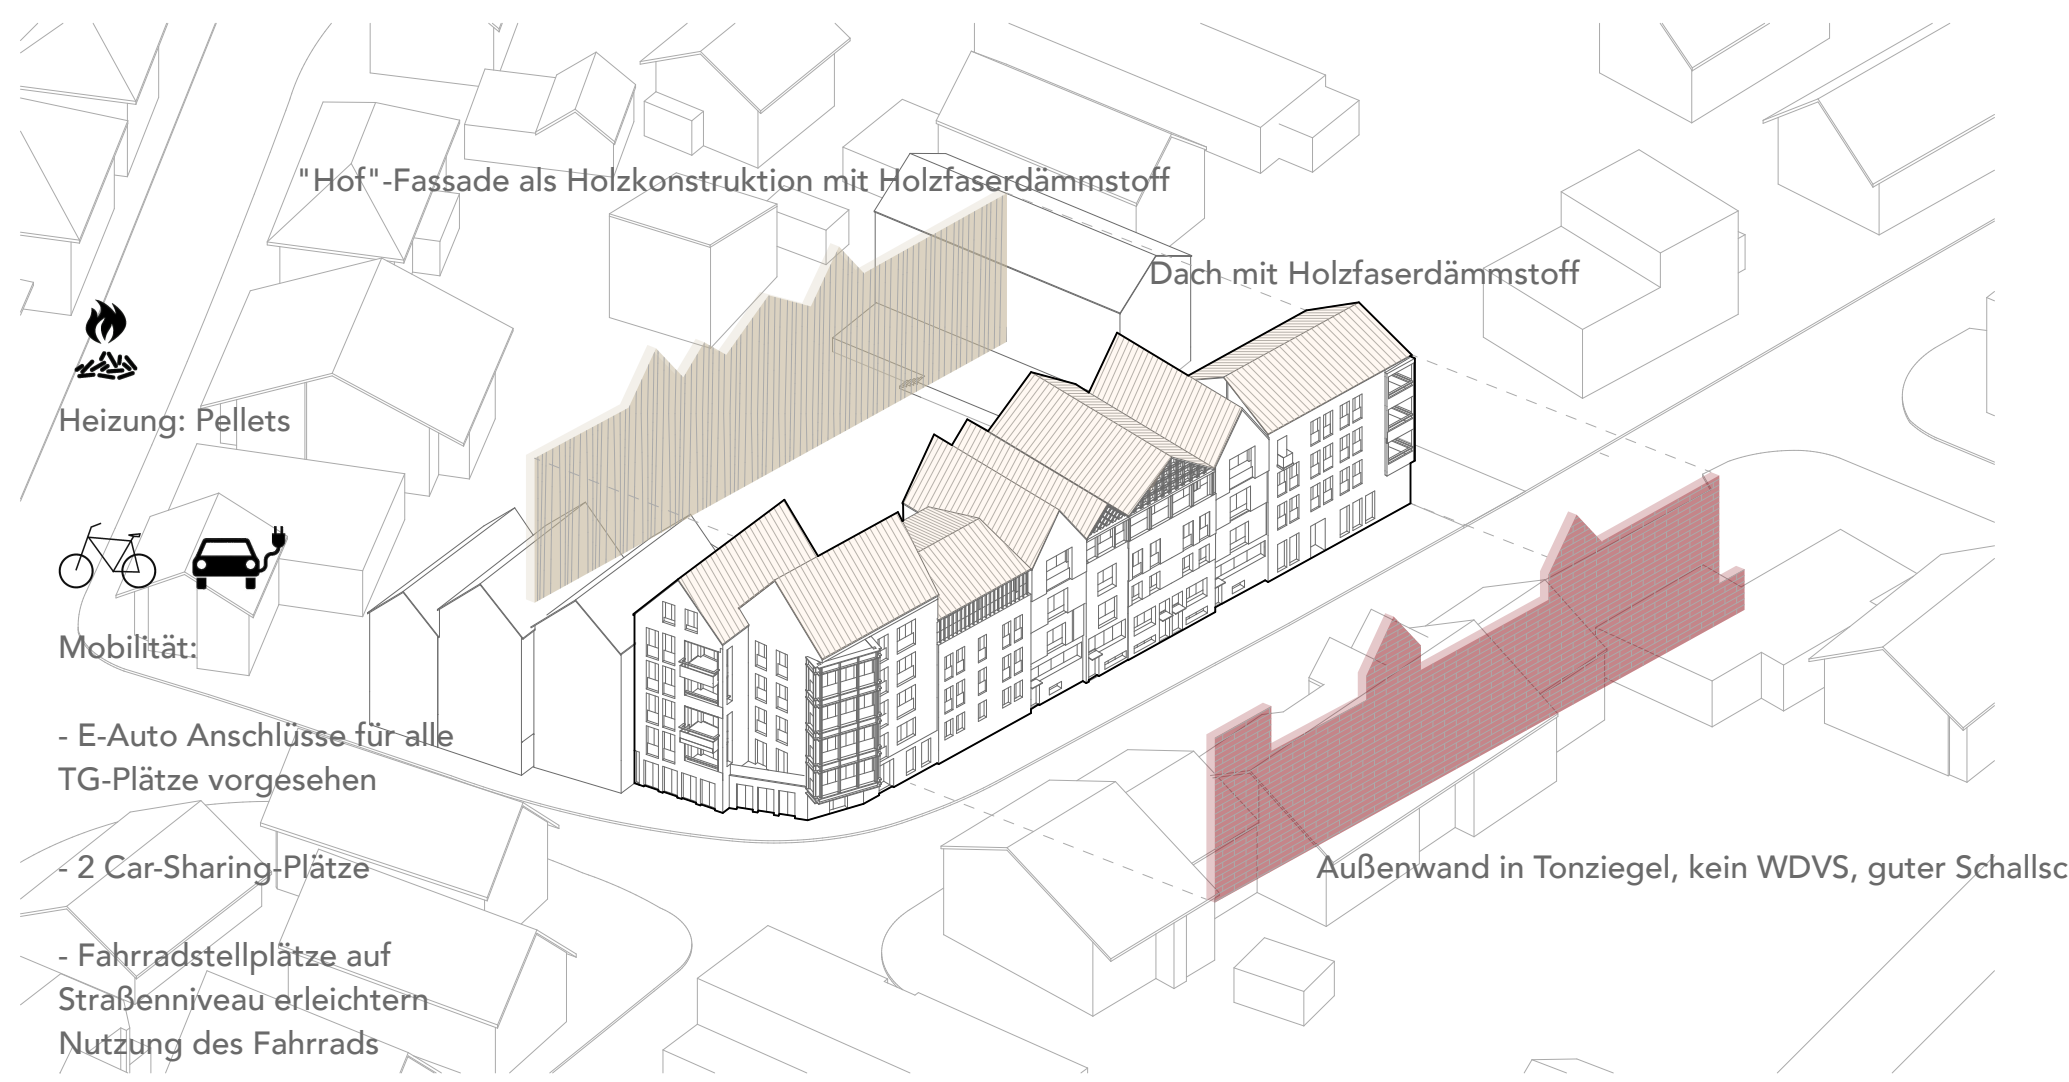 "Hof"-Fassade als Holzkonstruktion mit Holzfaserdämmstoff
Dach mit Holzfaserdämmstoff
Heizung: Pellets
Mobilität:
- E-Auto Anschlüsse für alle
TG-Plätze vorgesehen
- 2 Car-Sharing-Plätze
Außenwand in Tonziegel, kein WDVS, guter Schallsc
- Fahrradstellplätze auf
Straßenniveau erleichtern
Nutzung des Fahrrads